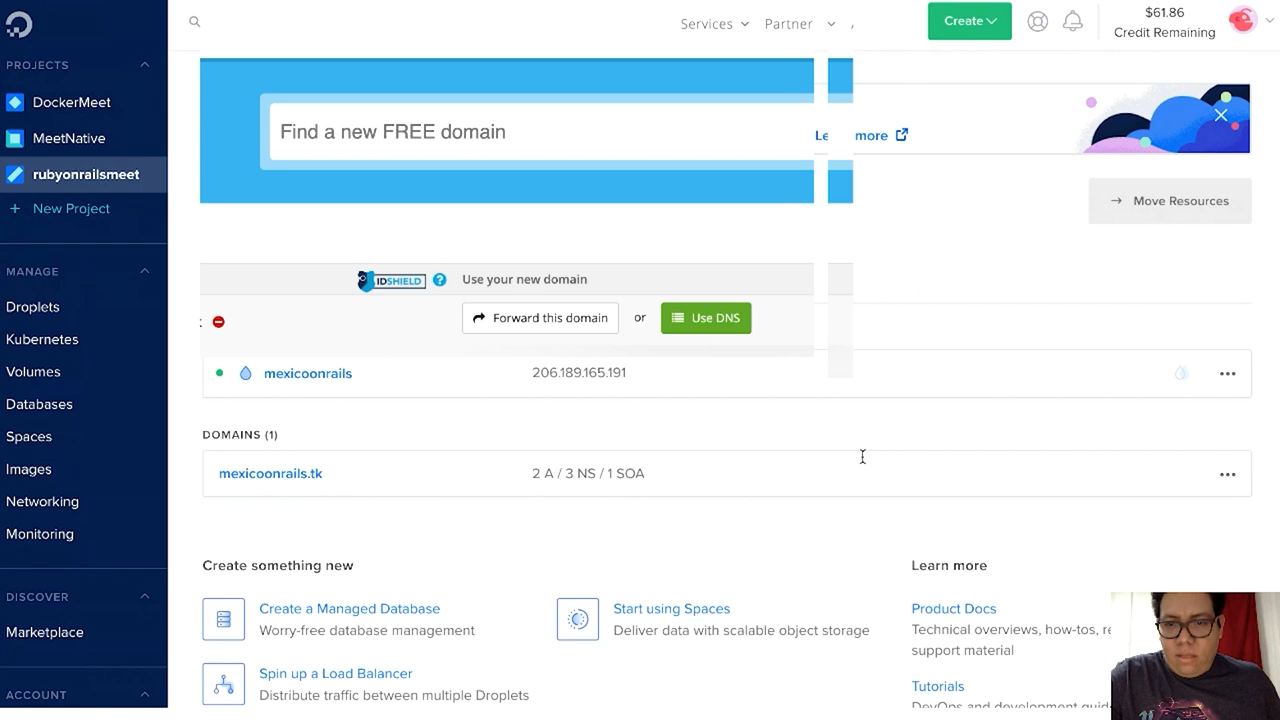 Services
Partner
Create
$61.86
Credit Remaining
PROJECTS
DockerMeet
MeetNative
rubyonrailsmeet
+ New Project
MANAGE
Droplets
Kubernetes
Volumes
Databases
Spaces
Images
Networking
Monitoring
DISCOVER
Marketplace
ACCOUNT
Find a new FREE domain
Le more
Move Resources
IDSHIELD ? Use your new domain
Forward this domain or Use DNS
mexicoonrails 206.189.165.191
DOMAINS (1)
mexicoonrails.tk 2 A / 3 NS / 1 SOA
Create something new
Create a Managed Database
Worry-free database management
Start using Spaces
Deliver data with scalable object storage
Spin up a Load Balancer
Distribute traffic between multiple Droplets
Learn more
Product Docs
Technical overviews, how-tos, re
support material
Tutorials
DevOps and development guid